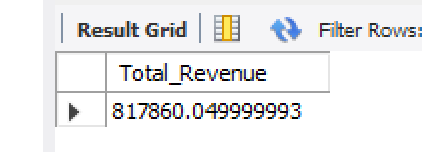 Result Grid Filter Rows:
Total_Revenue
817860.049999993